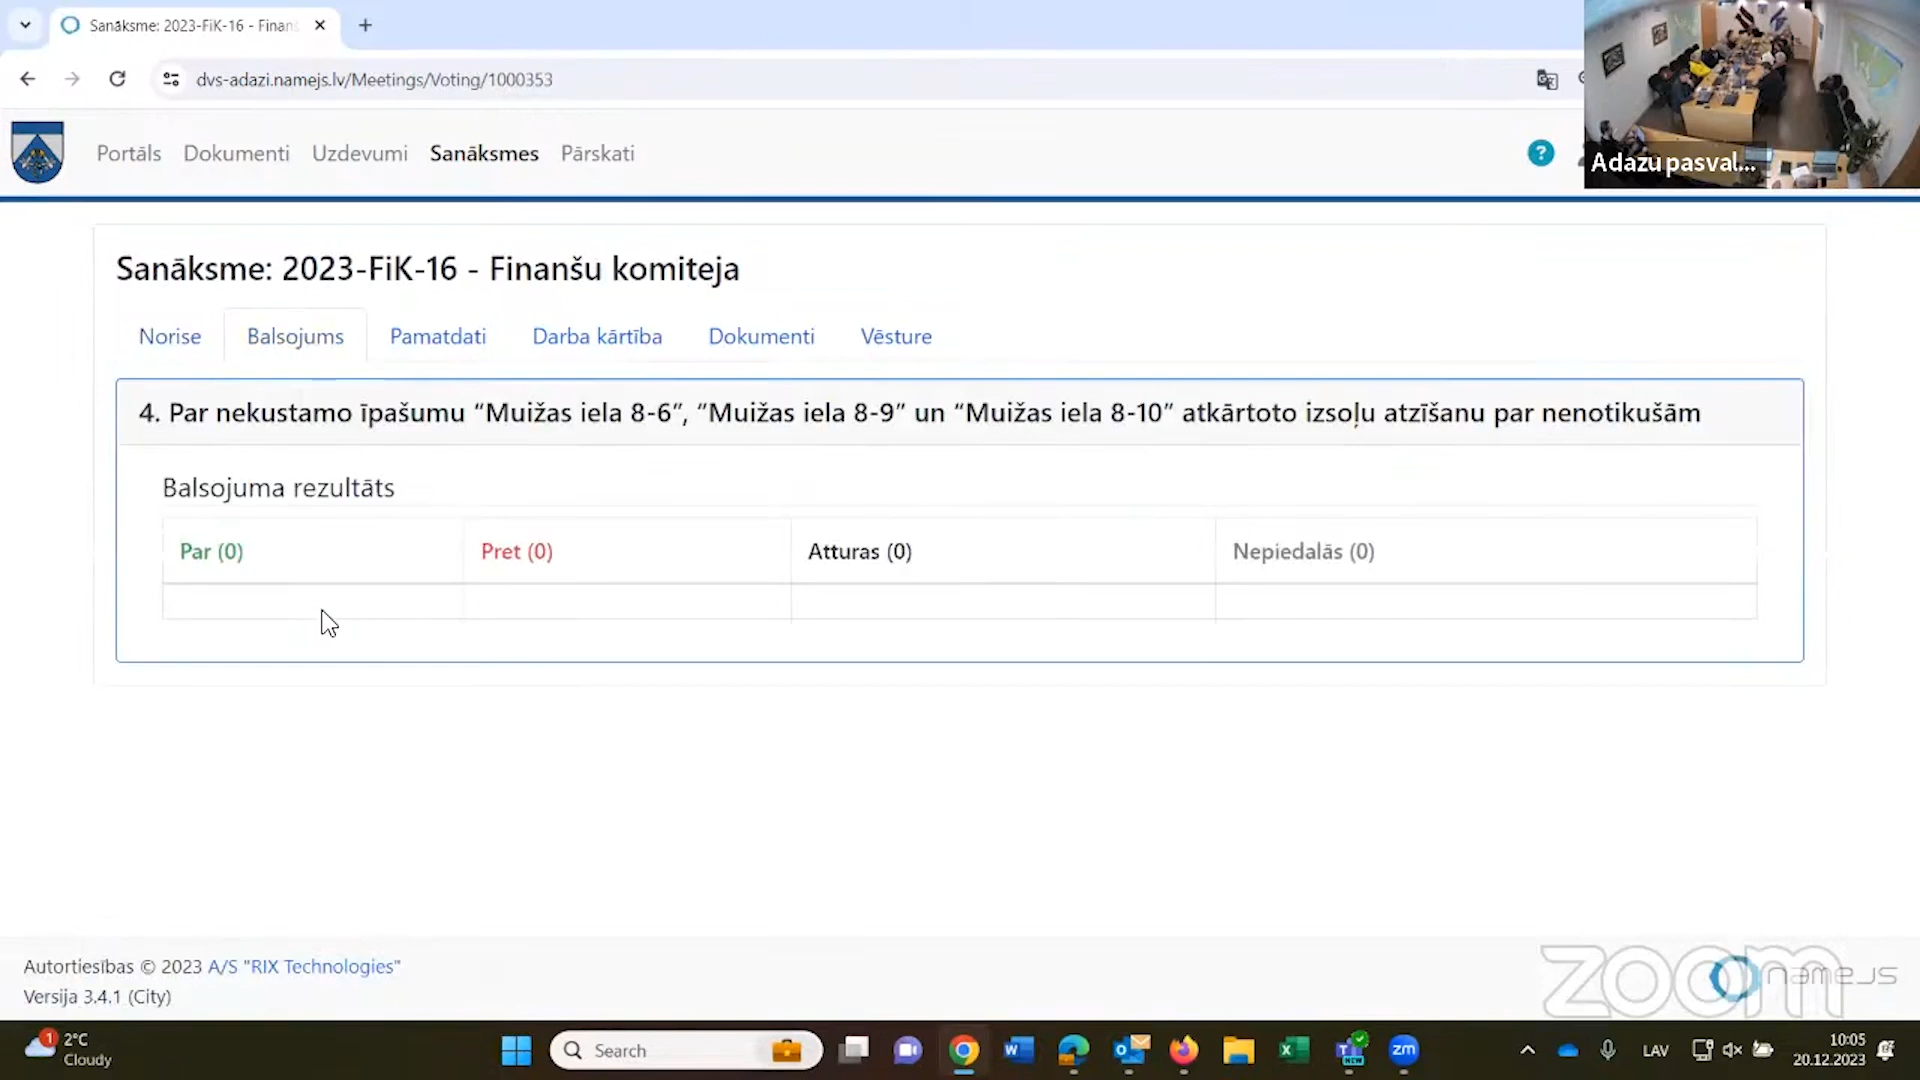 Sanāksme: 2023-FiK-16 - Finans
dvs-adazi.namejs.lv/Meetings/Voting/1000353
Portāls Dokumenti Uzdevumi Sanāksmes Pārskati
?
Adazu pasval...
Sanāksme: 2023-FiK-16 - Finanšu komiteja
Norise Balsojums Pamatdati Darba kārtība Dokumenti Vēsture
4. Par nekustamo īpašumu “Muižas iela 8-6”, “Muižas iela 8-9” un “Muižas iela 8-10” atkārtoto izsoļu atzīšanu par nenotikušām
Balsojuma rezultāts
Par (0) Pret (0) Atturas (0) Nepiedalās (0)
Autortiesības © 2023 A/S "RIX Technologies"
Versija 3.4.1 (City)
zoom
namejs
1
2°C
Cloudy
Search
zm
LAV
10:05
20.12.2023